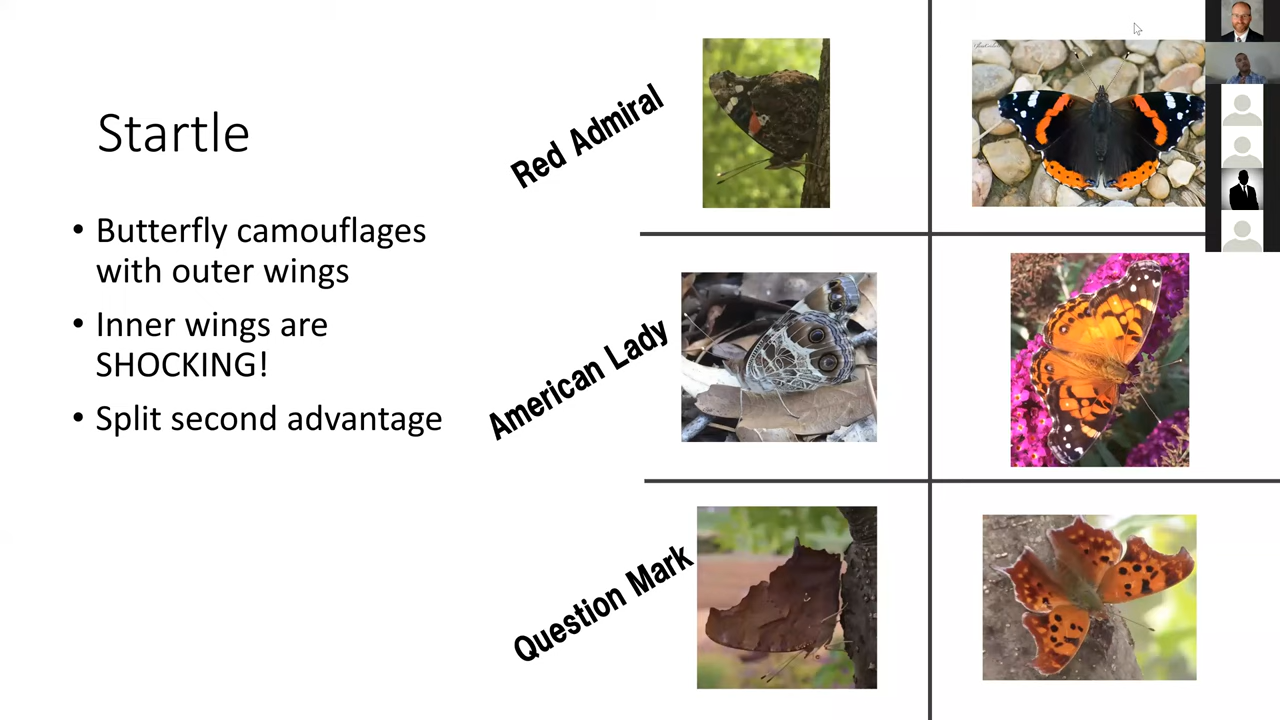 Startle
• Butterfly camouflages
with outer wings
• Inner wings are
SHOCKING!
• Split second advantage
Red Admiral
American Lady
Question Mark